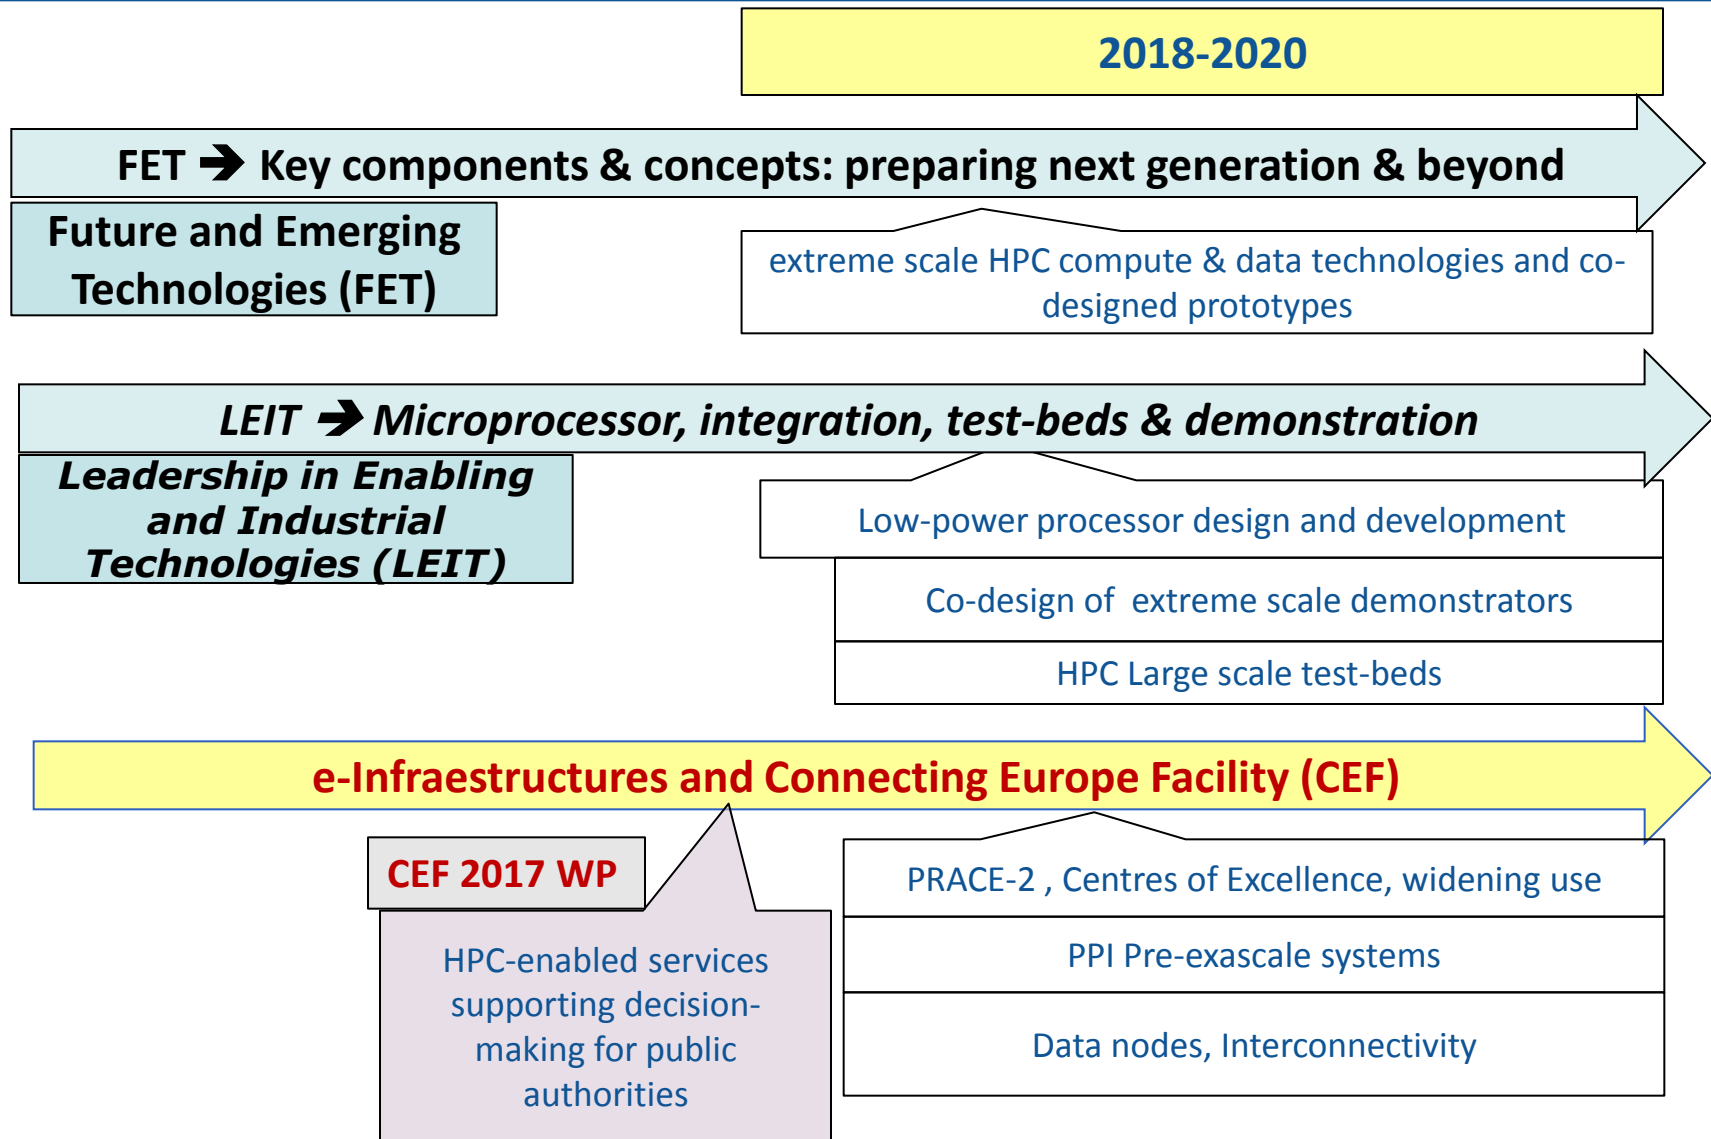 2018-2020
FET ➔ Key components & concepts: preparing next generation & beyond
Future and Emerging
Technologies (FET)
extreme scale HPC compute & data technologies and co-
designed prototypes
LEIT ➔ Microprocessor, integration, test-beds & demonstration
Leadership in Enabling
and Industrial
Technologies (LEIT)
Low-power processor design and development
Co-design of extreme scale demonstrators
HPC Large scale test-beds
e-Infraestructures and Connecting Europe Facility (CEF)
CEF 2017 WP
HPC-enabled services
supporting decision-
making for public
authorities
PRACE-2 , Centres of Excellence, widening use
PPI Pre-exascale systems
Data nodes, Interconnectivity